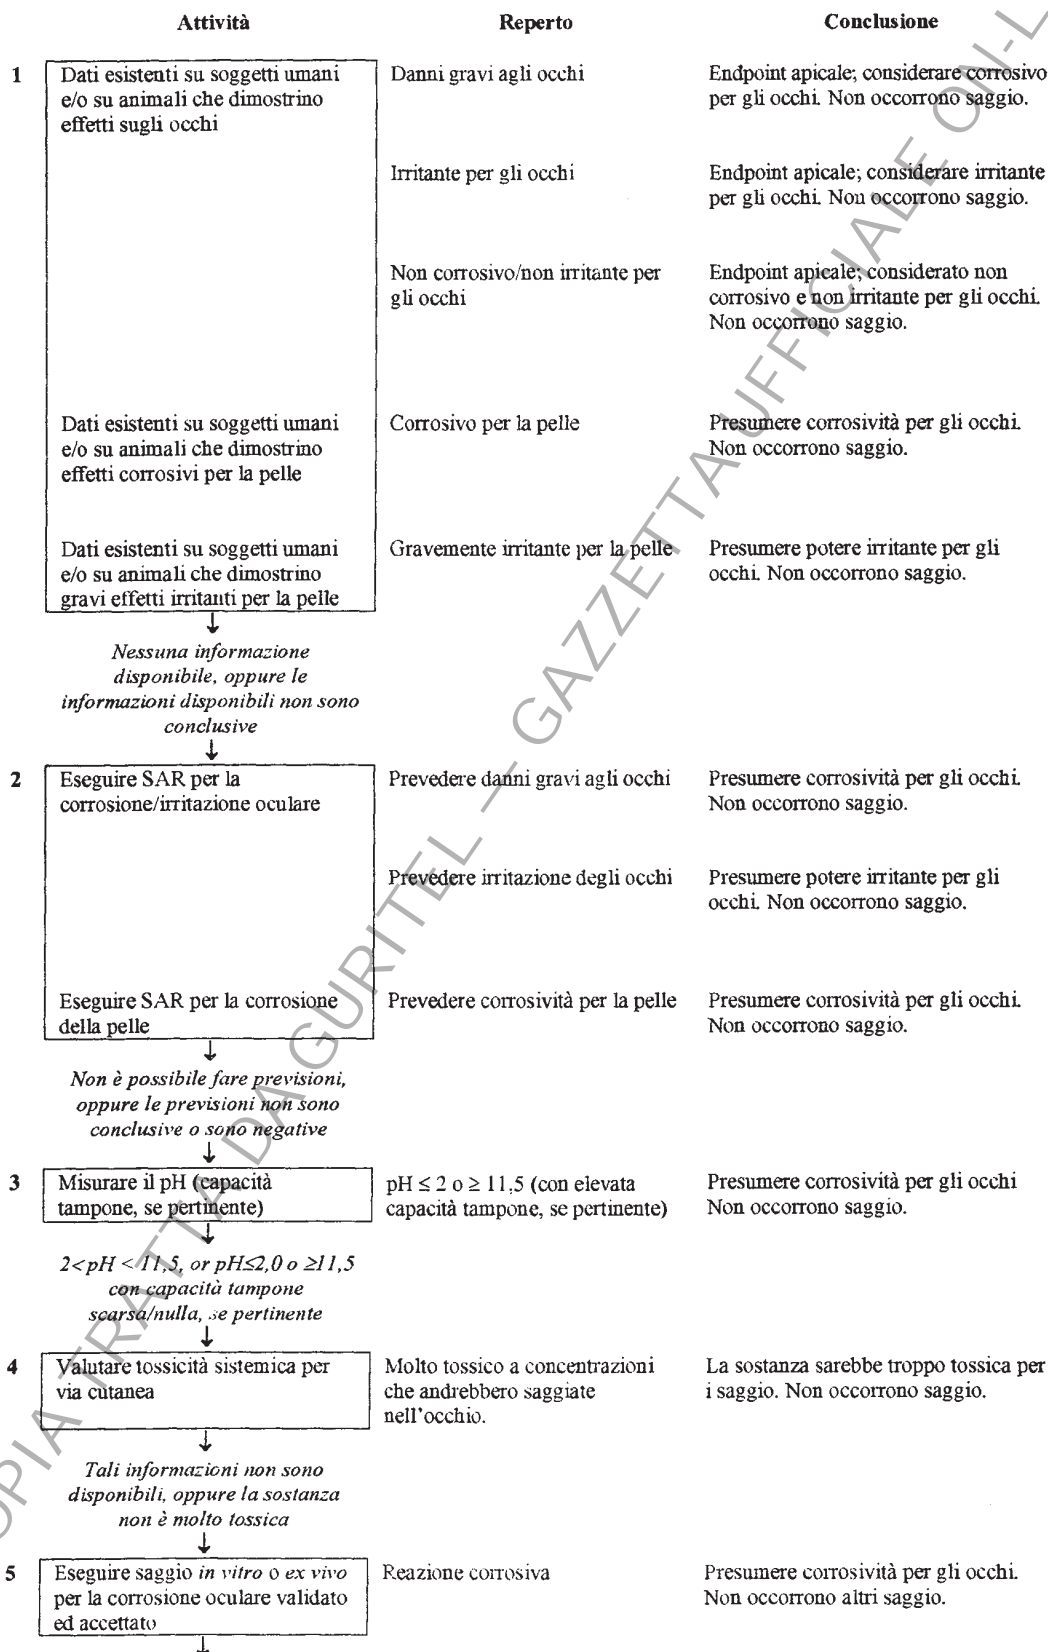 Attività Reperto Conclusione
1 Dati esistenti su soggetti umani Danni gravi agli occhi Endpoint apicale; considerare corrosivo
e/o su animali che dimostrino per gli occhi. Non occorrono saggio.
effetti sugli occhi
Irritante per gli occhi Endpoint apicale; considerare irritante
per gli occhi. Non occorrono saggio.
Non corrosivo/non irritante per Endpoint apicale; considerato non
gli occhi corrosivo e non irritante per gli occhi.
Non occorrono saggio.
Dati esistenti su soggetti umani Corrosivo per la pelle Presumere corrosività per gli occhi.
e/o su animali che dimostrino Non occorrono saggio.
effetti corrosivi per la pelle
Dati esistenti su soggetti umani Gravemente irritante per la pelle Presumere potere irritante per gli
e/o su animali che dimostrino occhi. Non occorrono saggio.
gravi effetti irritanti per la pelle
↓
Nessuna informazione
disponibile, oppure le
informazioni disponibili non sono
conclusive
↓
2 Eseguire SAR per la Prevedere danni gravi agli occhi Presumere corrosività per gli occhi.
corrosione/irritazione oculare Non occorrono saggio.
Prevedere irritazione degli occhi Presumere potere irritante per gli
occhi. Non occorrono saggio.
Eseguire SAR per la corrosione Prevedere corrosività per la pelle Presumere corrosività per gli occhi.
della pelle Non occorrono saggio.
↓
Non è possibile fare previsioni,
oppure le previsioni non sono
conclusive o sono negative
↓
3 Misurare il pH (capacità pH ≤ 2 o ≥ 11,5 (con elevata Presumere corrosività per gli occhi
tampone, se pertinente) capacità tampone, se pertinente) Non occorrono saggio.
↓
2<pH < 11,5, or pH≤2,0 o ≥11,5
con capacità tampone
scarsa/nulla, se pertinente
↓
4 Valutare tossicità sistemica per Molto tossico a concentrazioni La sostanza sarebbe troppo tossica per
via cutanea che andrebbero saggiate i saggio. Non occorrono saggio.
nell'occhio.
↓
Tali informazioni non sono
disponibili, oppure la sostanza
non è molto tossica
↓
5 Eseguire saggio in vitro o ex vivo Reazione corrosiva Presumere corrosività per gli occhi.
per la corrosione oculare validato Non occorrono altri saggio.
ed accettato
↓
OPIA TRATTA DA GURITEL — GAZZETTA UFFICIALE ON-L